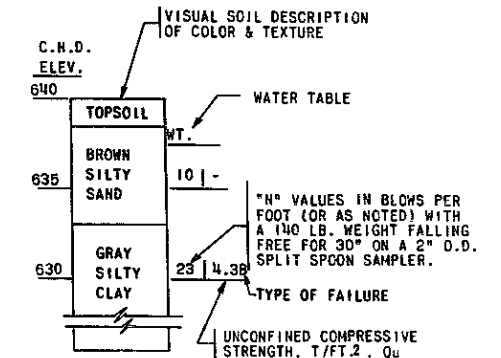 VISUAL SOIL DESCRIPTION
OF COLOR & TEXTURE
C.H.D.
ELEV.
640
TOPSOIL
WATER TABLE
WT.
BROWN
SILTY
SAND
635
10 | -
"N" VALUES IN BLOWS PER
FOOT (OR AS NOTED) WITH
A 140 LB. WEIGHT FALLING
FREE FOR 30" ON A 2" O.D.
SPLIT SPOON SAMPLER.
GRAY
SILTY
CLAY
630
23 | 4.3B
TYPE OF FAILURE
UNCONFINED COMPRESSIVE
STRENGTH, T/FT.2, Qu